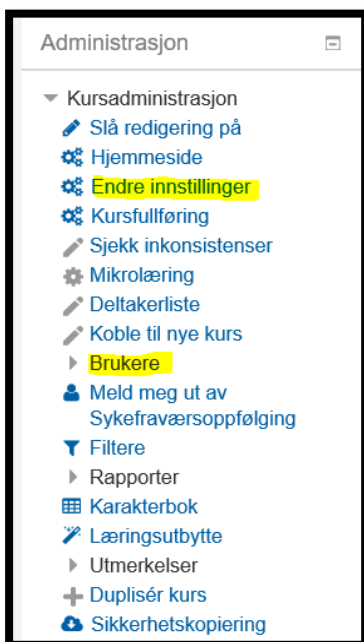 Administrasjon
Kursadministrasjon
Slå redigering på
Hjemmeside
Endre innstillinger
Kursfullføring
Sjekk inkonsistenser
Mikrolæring
Deltakerliste
Koble til nye kurs
Brukere
Meld meg ut av
Sykefraværsoppfølging
Filtere
Rapporter
Karakterbok
Læringsutbytte
Utmerkelser
Duplisér kurs
Sikkerhetskopiering